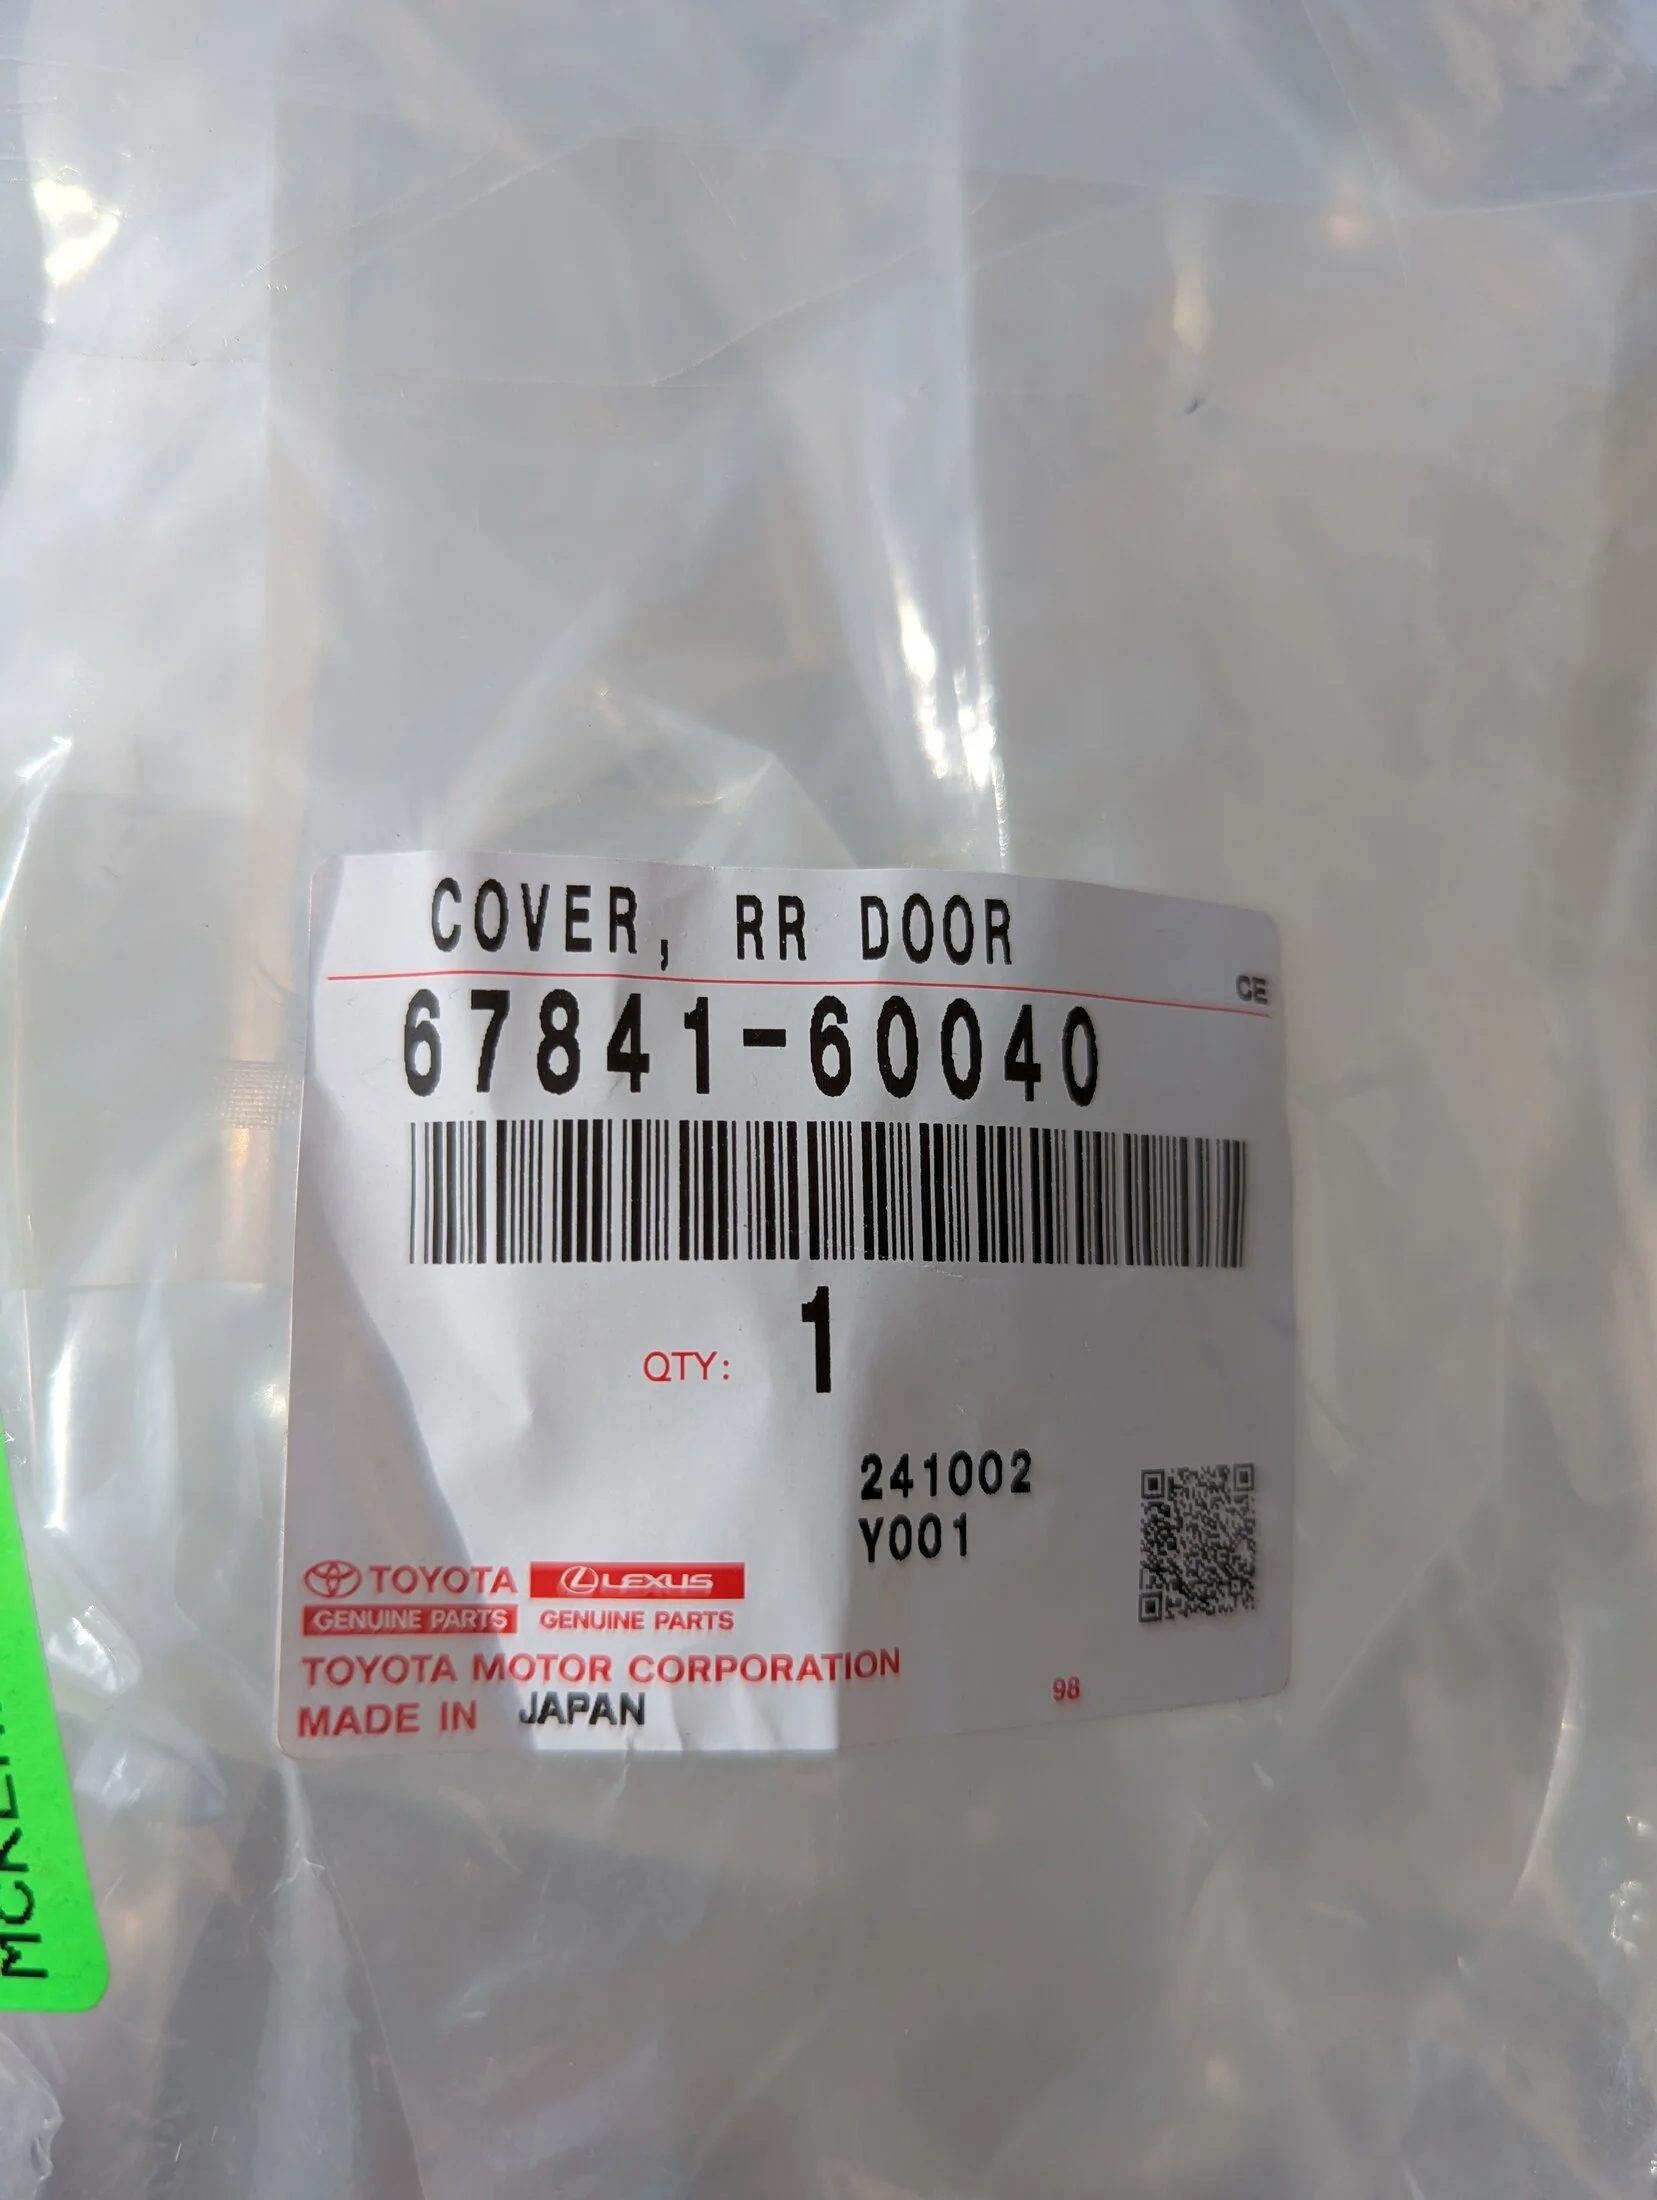 COVER, RR DOOR
CE
67841-60040
QTY: 1
241002
Y001
TOYOTA LEXUS
GENUINE PARTS GENUINE PARTS
TOYOTA MOTOR CORPORATION
98
MADE IN JAPAN